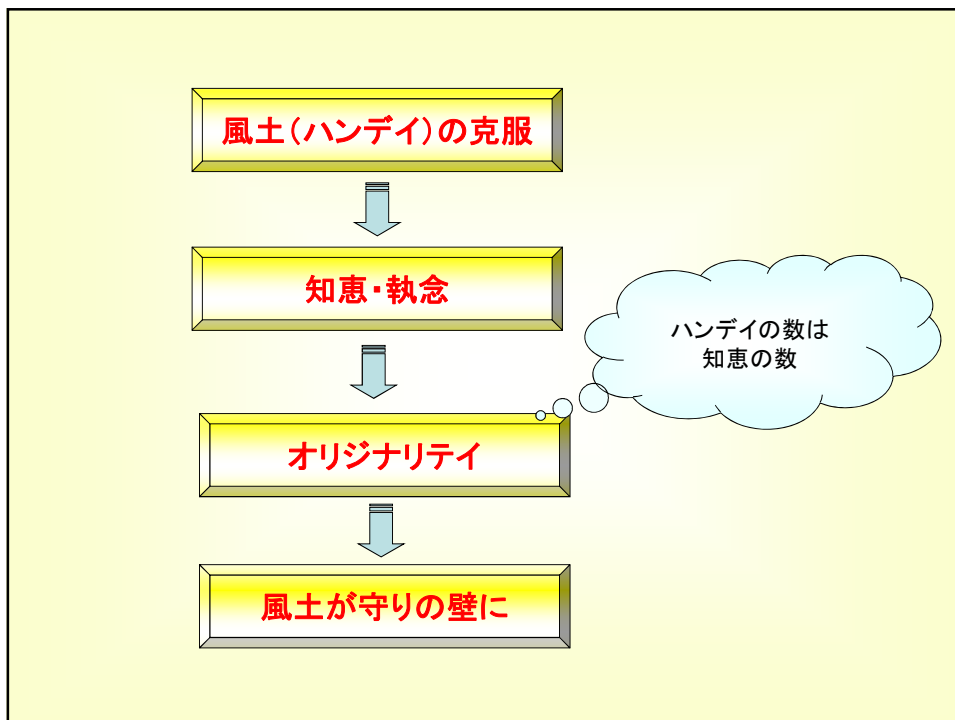 風土(ハンデイ)の克服
知恵・執念
ハンデイの数は
知恵の数
オリジナリテイ
風土が守りの壁に